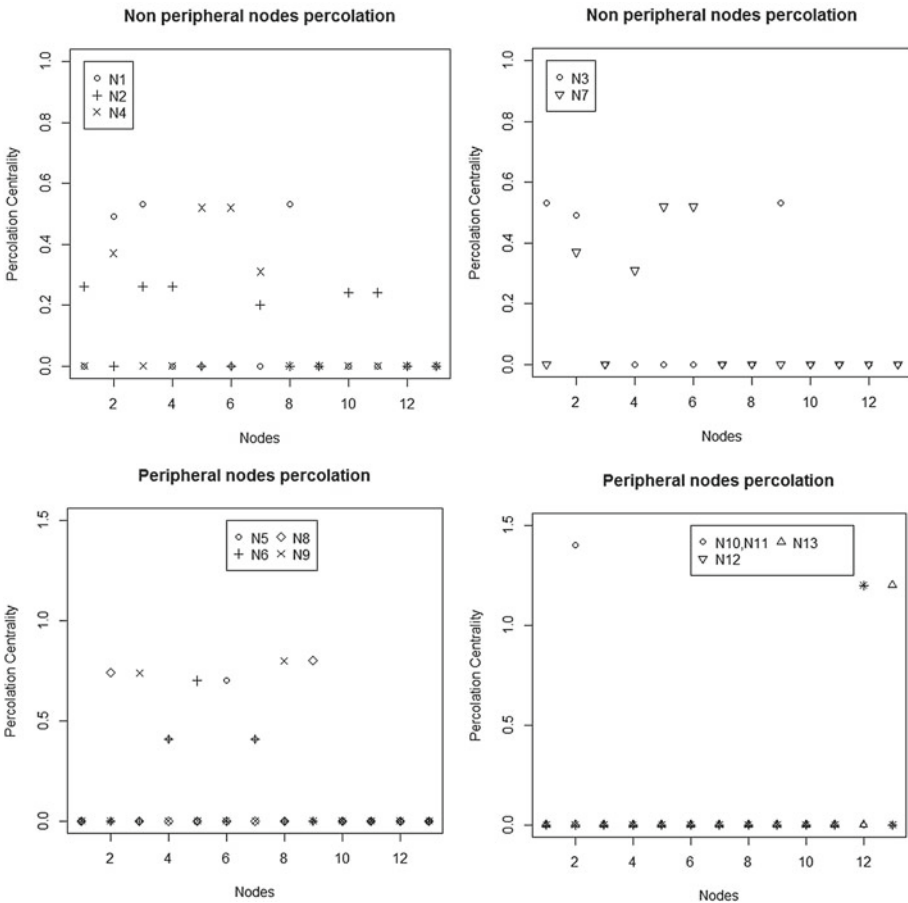 Non peripheral nodes percolation
Percolation Centrality
1.0
0.8
0.6
0.4
0.2
0.0
N1
N2
N4
2 4 6 8 10 12
Nodes
Non peripheral nodes percolation
Percolation Centrality
1.0
0.8
0.6
0.4
0.2
0.0
N3
N7
2 4 6 8 10 12
Nodes
Peripheral nodes percolation
Percolation Centrality
1.5
1.0
0.5
0.0
N5 N8
N6 N9
2 4 6 8 10 12
Nodes
Peripheral nodes percolation
Percolation Centrality
1.5
1.0
0.5
0.0
N10,N11 N13
N12
2 4 6 8 10 12
Nodes